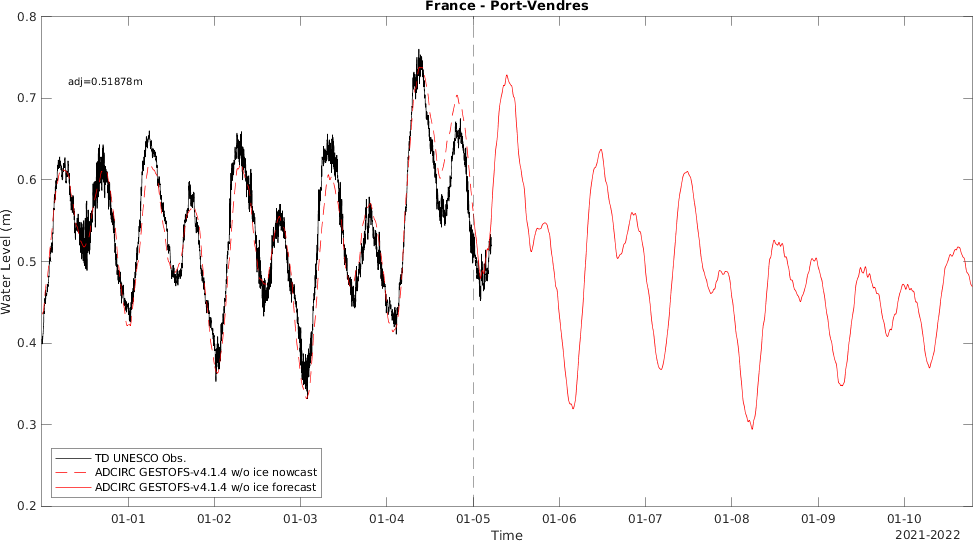 France - Port-Vendres
adj=0.51878m
Water Level (m)
0.8
0.7
0.6
0.5
0.4
0.3
0.2
TD UNESCO Obs.
ADCIRC GESTOFS-v4.1.4 w/o ice nowcast
ADCIRC GESTOFS-v4.1.4 w/o ice forecast
01-01 01-02 01-03 01-04 01-05 01-06 01-07 01-08 01-09 01-10
Time
2021-2022